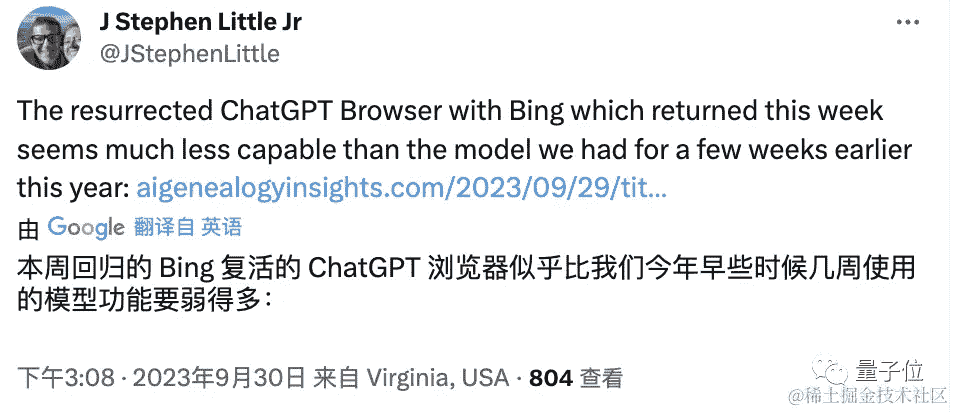 J Stephen Little Jr
@JStephenLittle
The resurrected ChatGPT Browser with Bing which returned this week
seems much less capable than the model we had for a few weeks earlier
this year: aigenealogyinsights.com/2023/09/29/tit...
由 Google 翻译自 英语
本周回归的 Bing 复活的 ChatGPT 浏览器似乎比我们今年早些时候几周使用
的模型功能要弱得多：
下午3:08 · 2023年9月30日 来自 Virginia, USA · 804 查看
量子位
@稀土掘金技术社区